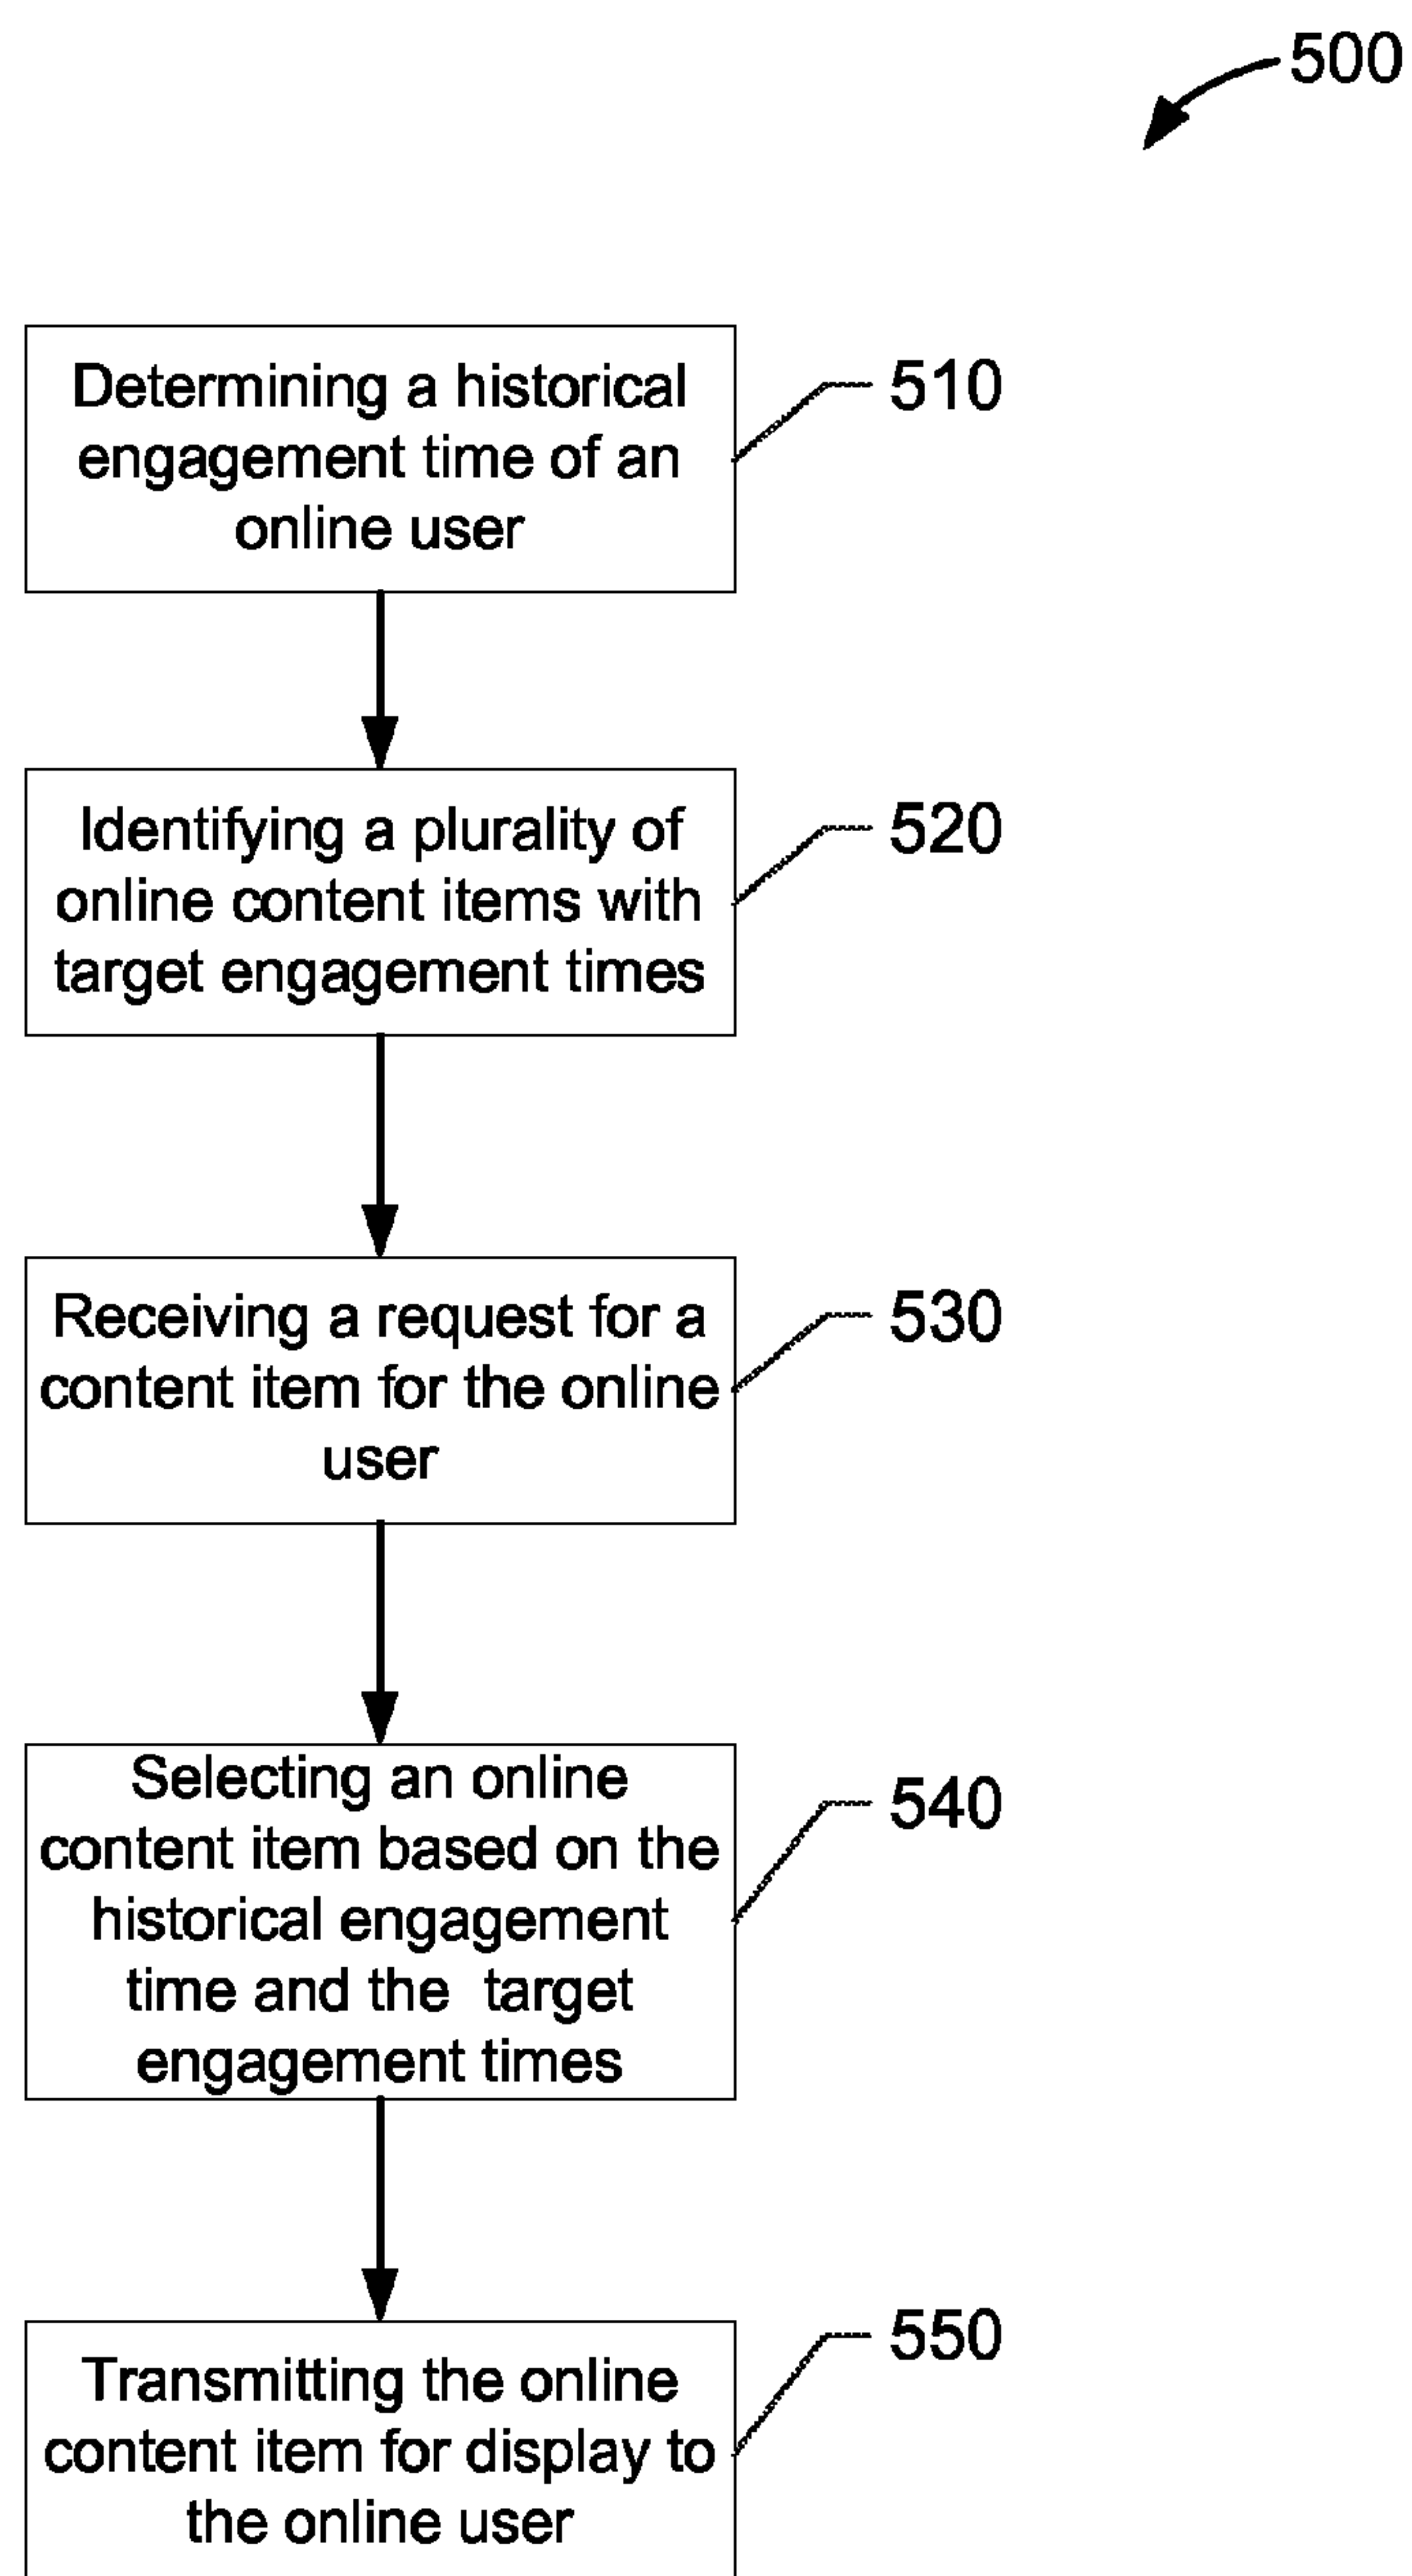 500
Determining a historical
engagement time of an
online user
510
Identifying a plurality of
online content items with
target engagement times
520
Receiving a request for a
content item for the online
user
530
Selecting an online
content item based on the
historical engagement
time and the target
engagement times
540
Transmitting the online
content item for display to
the online user
550